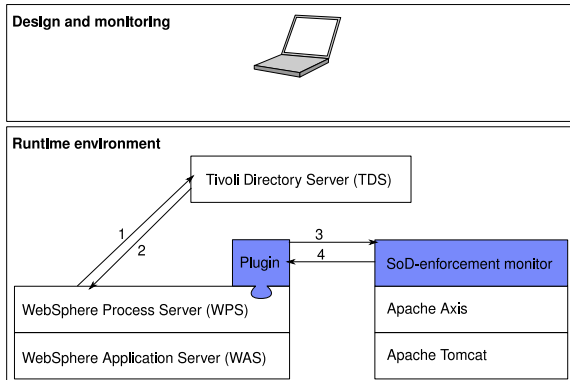 Design and monitoring
Runtime environment
Tivoli Directory Server (TDS)
1
2
3
4
Plugin
SoD-enforcement monitor
WebSphere Process Server (WPS)
Apache Axis
WebSphere Application Server (WAS)
Apache Tomcat